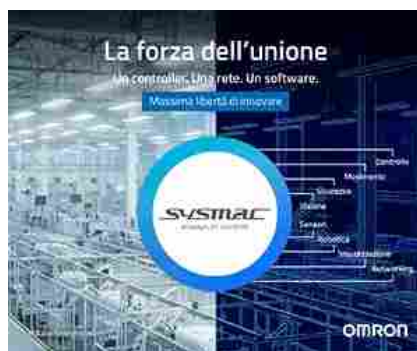 La forza dell'unione
Un controller. Una rete. Un software.
Massima libertà di innovare
sysmac
Controllo
Movimento
Sicurezza
Visione
Sensori
Robotica
Visualizzazione
OMRON